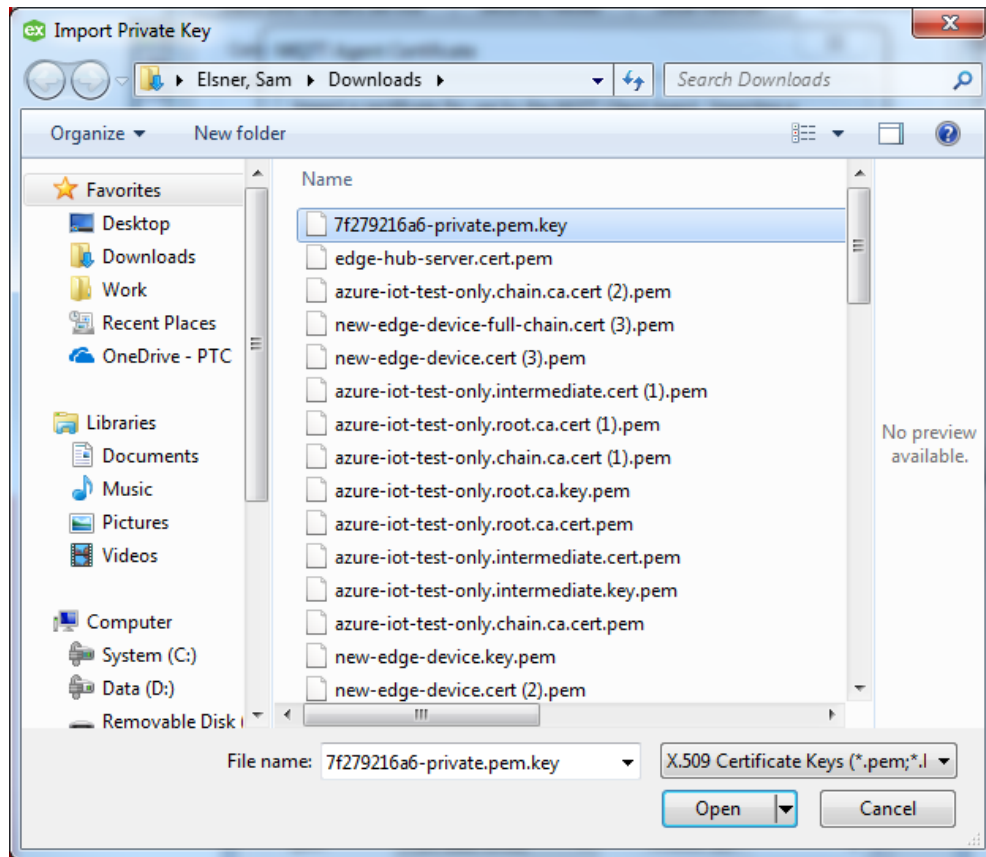 ex Import Private Key
Elsner, Sam Downloads Search Downloads
Organize New folder
Favorites
Desktop
Downloads
Work
Recent Places
OneDrive - PTC
Libraries
Documents
Music
Pictures
Videos
Computer
System (C:)
Data (D:)
Removable Disk (
Name
7f279216a6-private.pem.key
edge-hub-server.cert.pem
azure-iot-test-only.chain.ca.cert (2).pem
new-edge-device-full-chain.cert (3).pem
new-edge-device.cert (3).pem
azure-iot-test-only.intermediate.cert (1).pem
azure-iot-test-only.root.ca.cert (1).pem
azure-iot-test-only.chain.ca.cert (1).pem
azure-iot-test-only.root.ca.key.pem
azure-iot-test-only.root.ca.cert.pem
azure-iot-test-only.intermediate.cert.pem
azure-iot-test-only.intermediate.key.pem
azure-iot-test-only.chain.ca.cert.pem
new-edge-device.key.pem
new-edge-device.cert (2).pem
No preview
available.
File name: 7f279216a6-private.pem.key X.509 Certificate Keys (*.pem;*.
Open Cancel